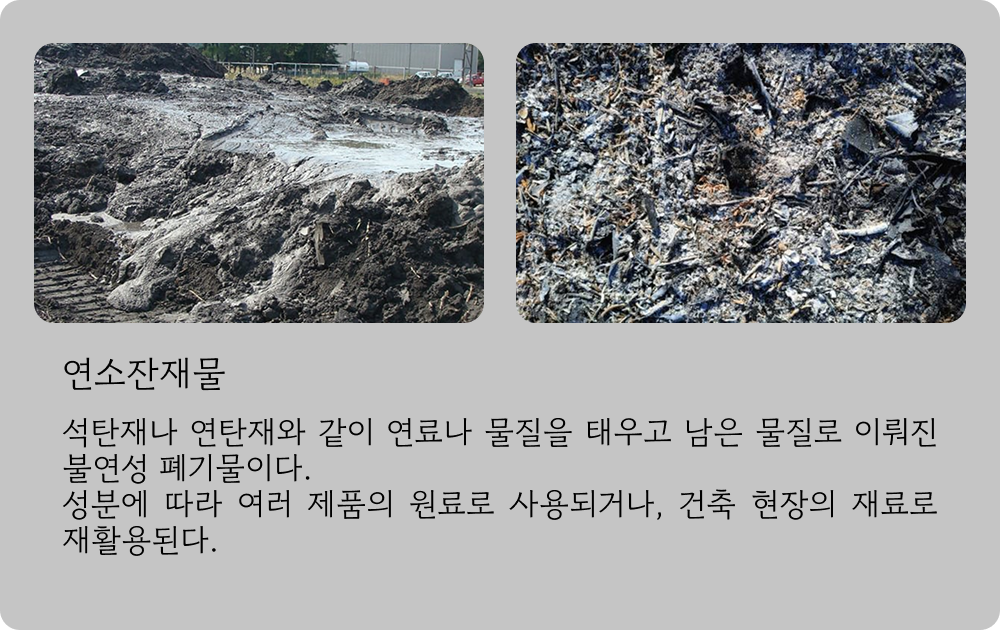 연소잔재물
석탄재나 연탄재와 같이 연료나 물질을 태우고 남은 물질로 이뤄진
불연성 폐기물이다.
성분에 따라 여러 제품의 원료로 사용되거나, 건축 현장의 재료로
재활용된다.